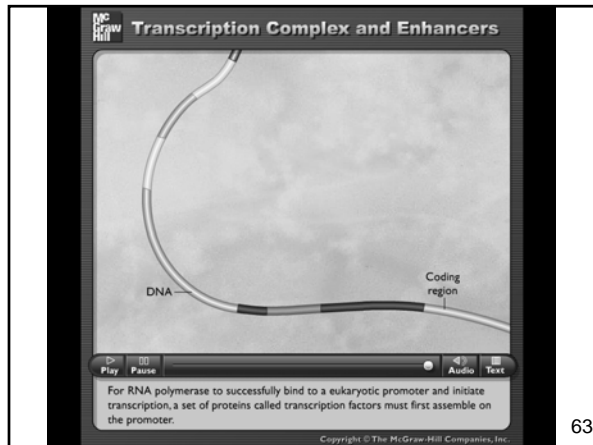 Mc
Graw
Hill
Transcription Complex and Enhancers
Coding
region
DNA
Play
Pause
Audio
Text
For RNA polymerase to successfully bind to a eukaryotic promoter and initiate
transcription, a set of proteins called transcription factors must first assemble on
the promoter.
Copyright © The McGraw-Hill Companies, Inc.
63